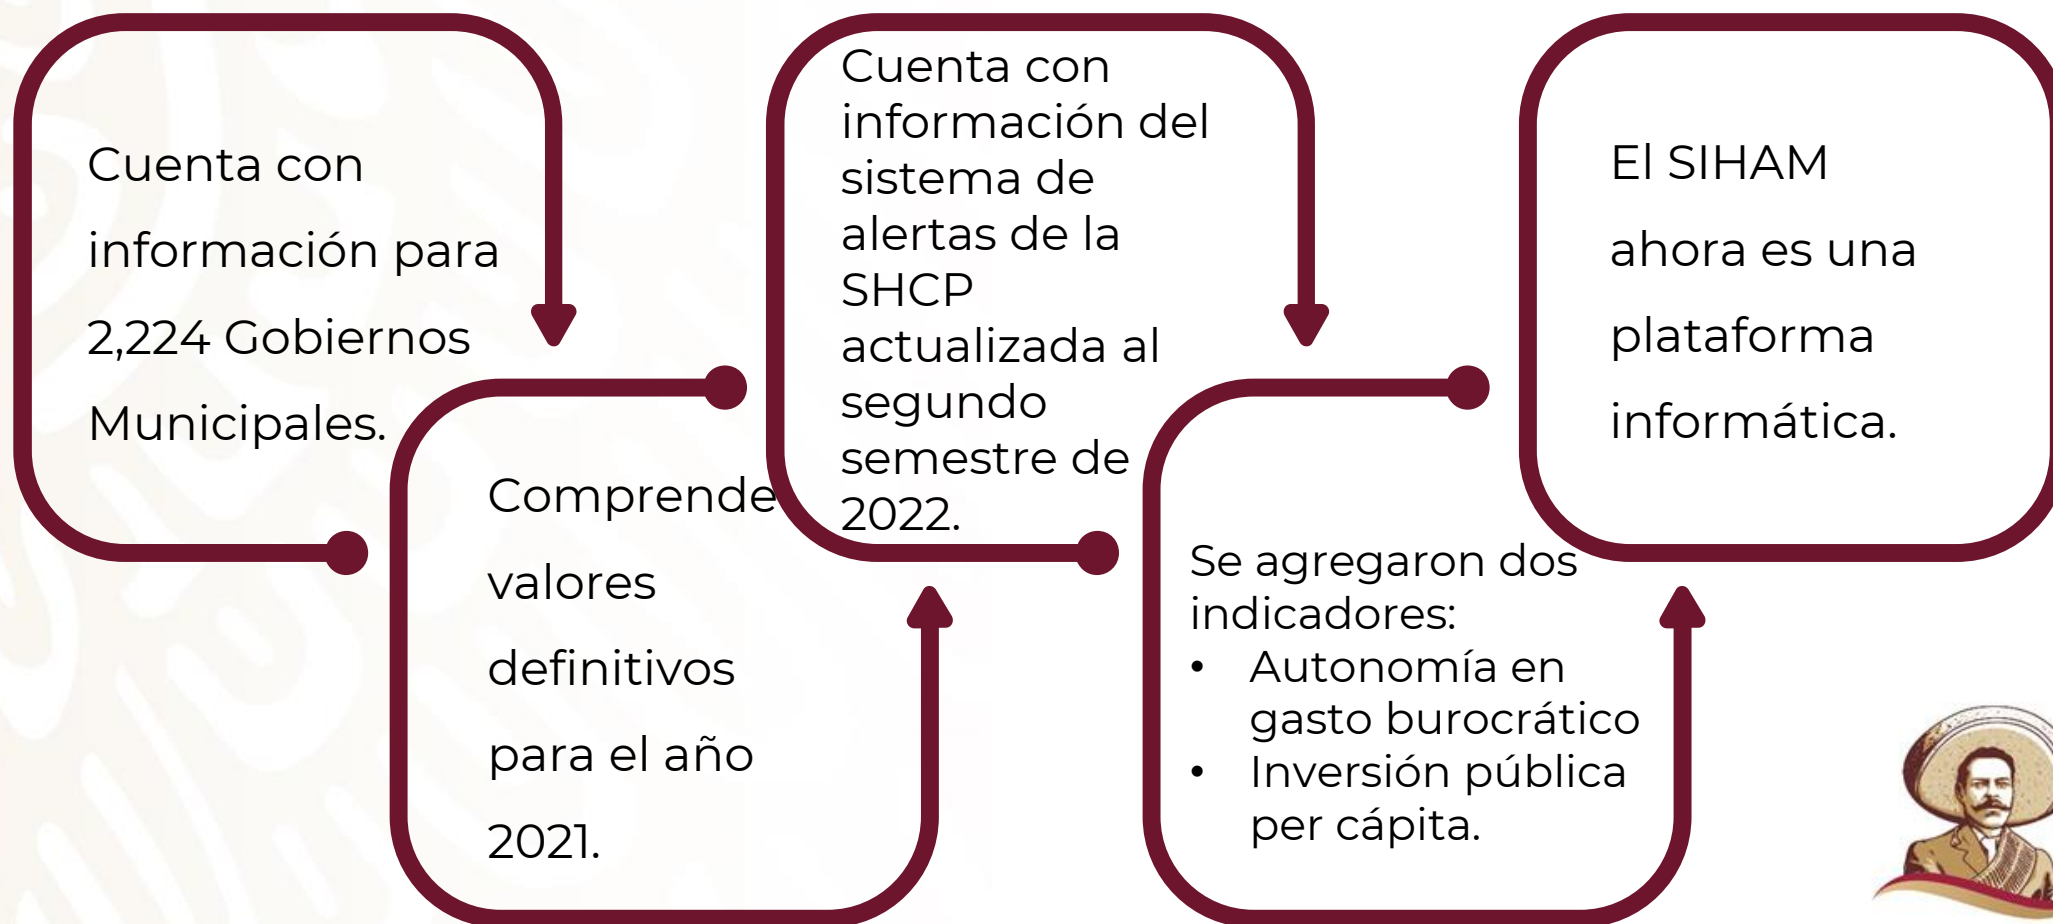 Cuenta con
información para
2,224 Gobiernos
Municipales.
Comprende
valores
definitivos
para el año
2021.
Cuenta con
información del
sistema de
alertas de la
SHCP
actualizada al
segundo
semestre de
2022.
Se agregaron dos
indicadores:
• Autonomía en
gasto burocrático
• Inversión pública
per cápita.
El SIHAM
ahora es una
plataforma
informática.